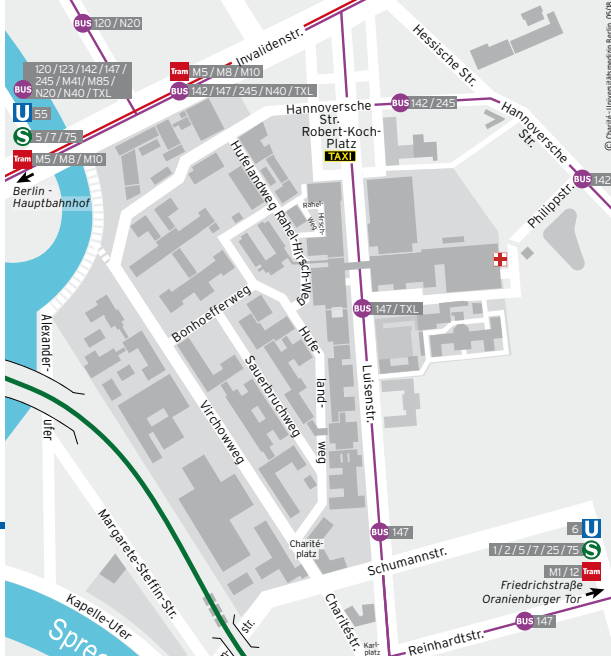 BUS 120 / N20
Invalidenstr.
Hessische Str.
120 / 123 / 142 / 147 /
245 / M41 / M85 /
BUS N20 / N40 / TXL
Tram M5 / M8 / M10
BUS 142 / 147 / 245 / N40 / TXL
U 55
S 5 / 7 / 75
Tram M5 / M8 / M10
Berlin -
Hauptbahnhof
Hannoversche
Str.
Robert-Koch-
Platz
TAXI
BUS 142 / 245
Hannoversche
Str.
BUS 142
Philippstr.
© Charité - Universitätsmedizin Berlin, 05/08
Hufelandweg
Rahel-Hirsch-Weg
Rahel-
Hirsch-
Weg
Bonhoefferweg
BUS 147 / TXL
Alexander-
ufer
Hufe-
land-
weg
Sauerbruchweg
Virchowweg
Luisenstr.
Charité-
platz
BUS 147
Schumannstr.
6 U
1 / 2 / 5 / 7 / 25 / 75 S
M1 / 12 Tram
Friedrichstraße
Oranienburger Tor
Margarete-Steffin-Str.
Kapelle-Ufer
Spree
str.
Charitéstr.
Karl-
platz
Reinhardtstr.
BUS 147